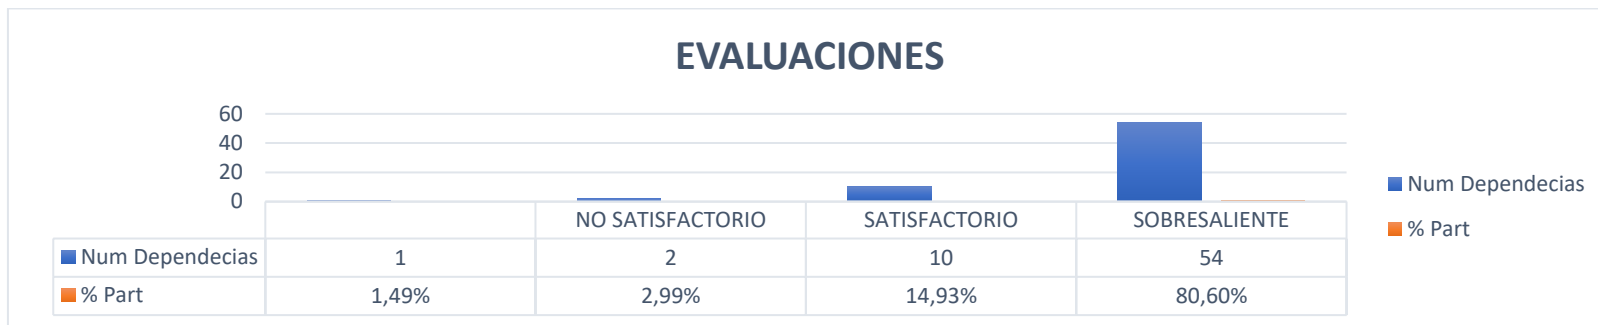 EVALUACIONES
60
40
20
0
NO SATISFACTORIO SATISFACTORIO SOBRESALIENTE
Num Dependecias 1 2 10 54
% Part 1,49% 2,99% 14,93% 80,60%
Num Dependecias
% Part